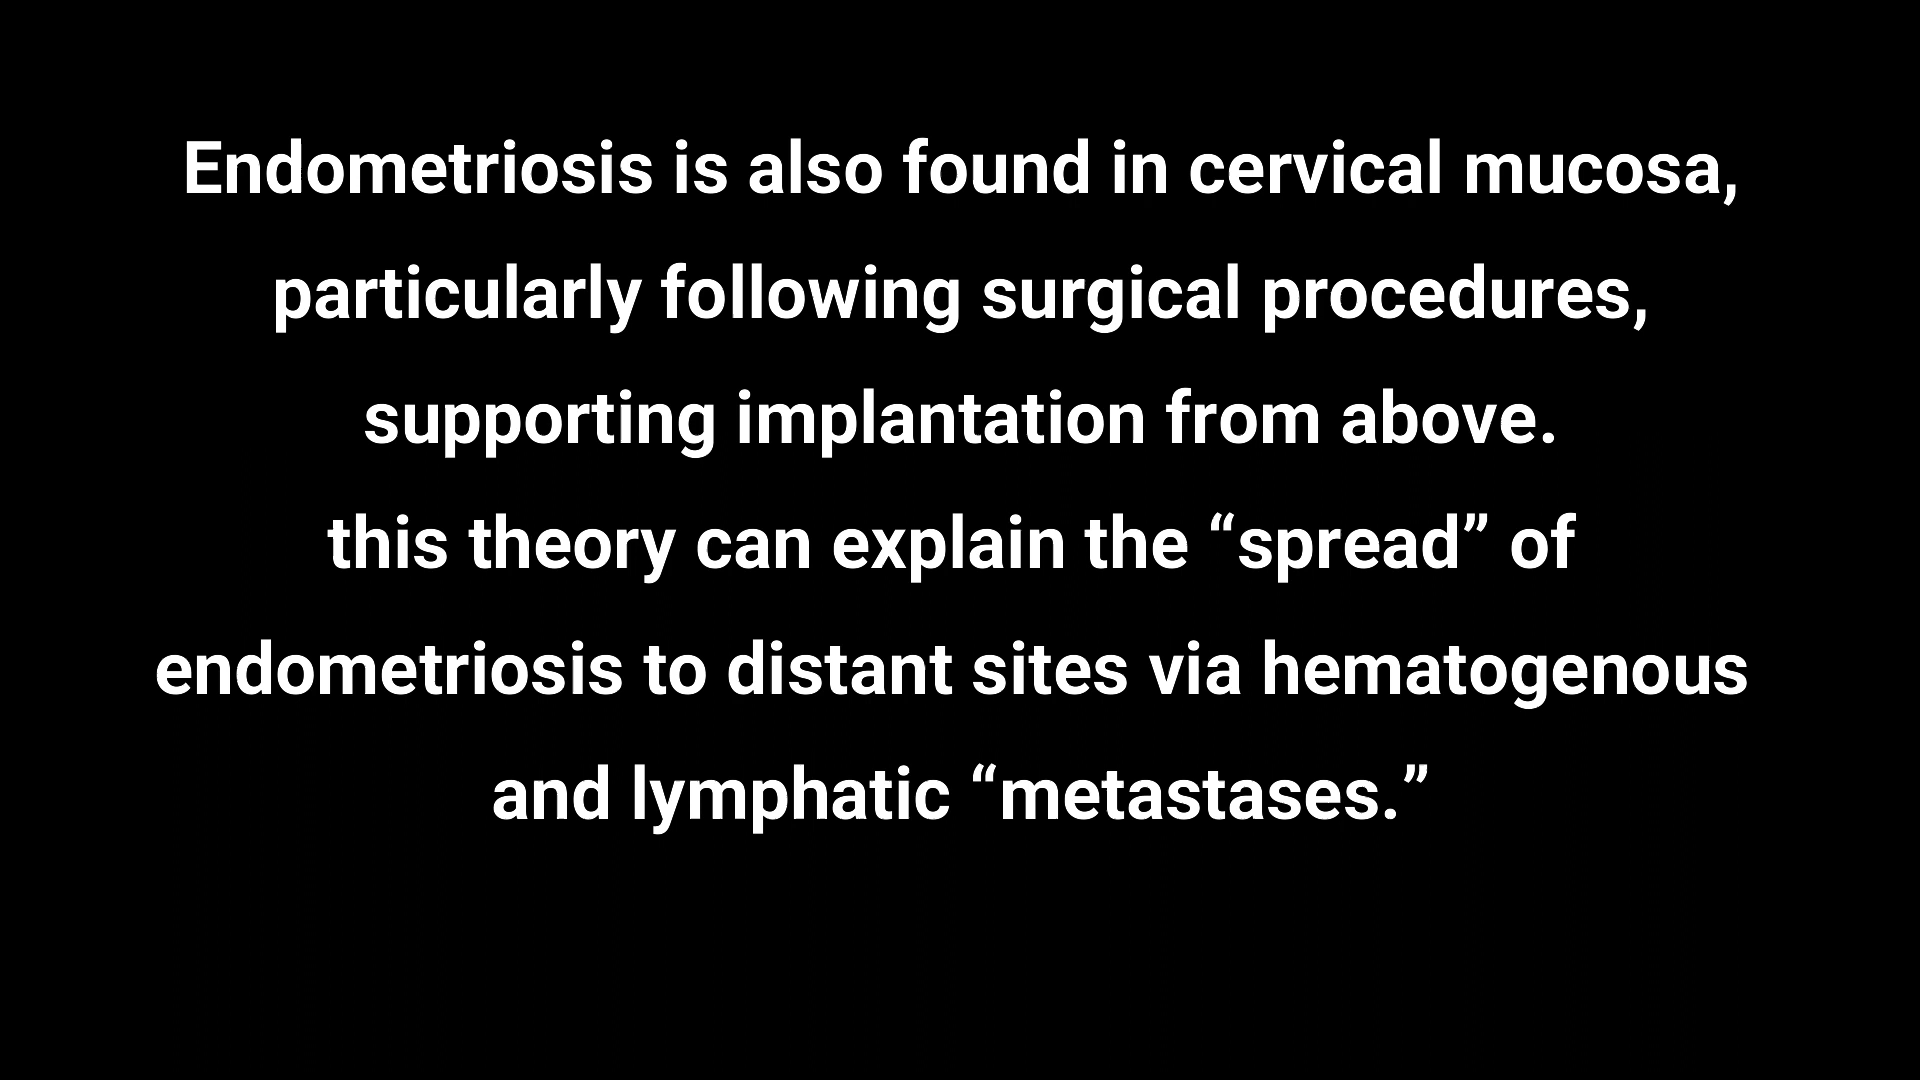 Endometriosis is also found in cervical mucosa,
particularly following surgical procedures,
supporting implantation from above.
this theory can explain the “spread” of
endometriosis to distant sites via hematogenous
and lymphatic “metastases.”